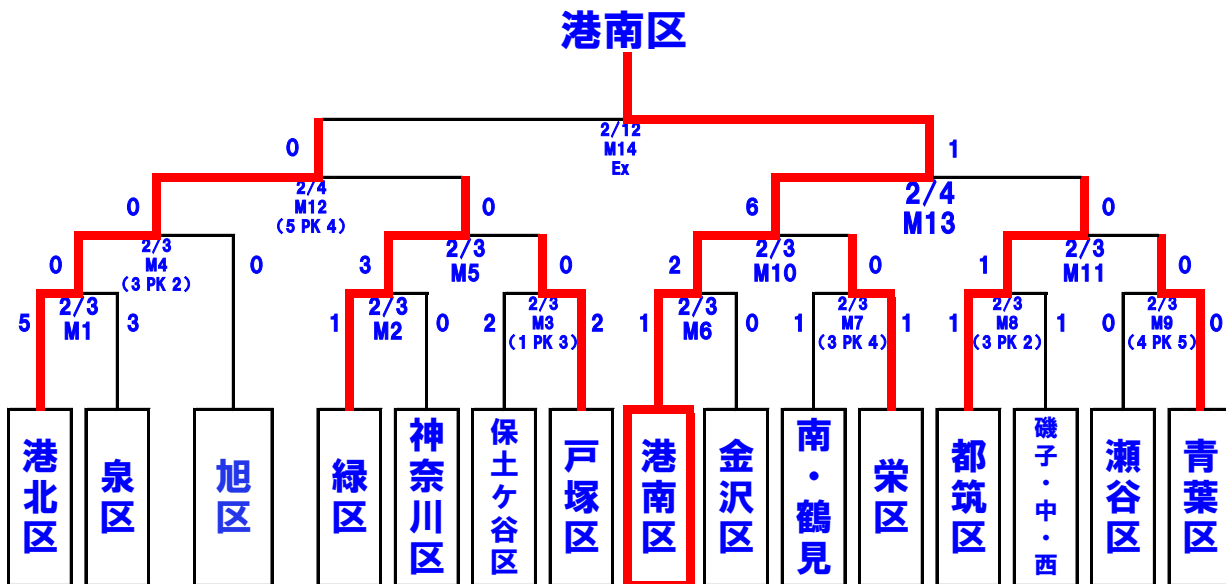 港南区
2/12
M14
Ex
0
1
2/4
M12
(5 PK 4)
2/4
M13
0
0
6
0
2/3
M4
(3 PK 2)
2/3
M5
2/3
M10
2/3
M11
0
0
3
0
2
0
1
0
2/3
M1
2/3
M2
2/3
M3
(1 PK 3)
2/3
M6
2/3
M7
(3 PK 4)
2/3
M8
(3 PK 2)
2/3
M9
(4 PK 5)
5
3
1
0
2
2
1
0
1
1
1
1
0
0
港北区
泉区
旭区
緑区
神奈川区
保土ケ谷区
戸塚区
港南区
金沢区
南・鶴見
栄区
都筑区
磯子・中・西
瀬谷区
青葉区